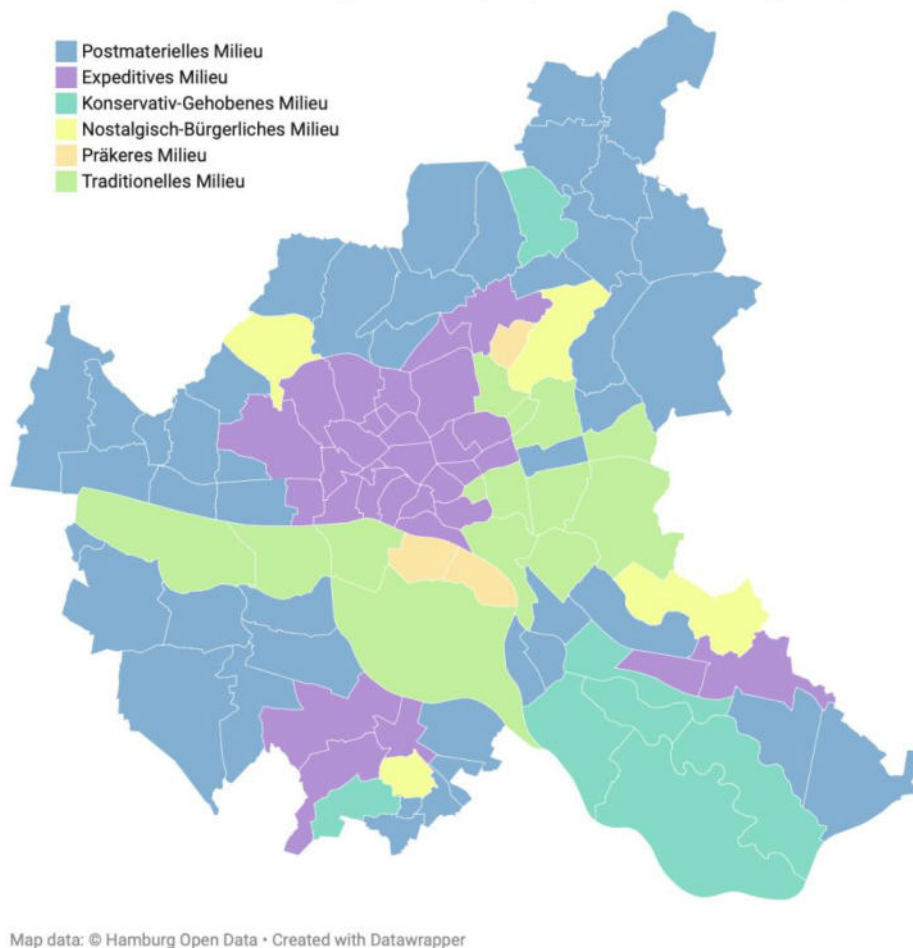 Postmaterielles Milieu
Expeditives Milieu
Konservativ-Gehobenes Milieu
Nostalgisch-Bürgerliches Milieu
Präkeres Milieu
Traditionelles Milieu
Map data: © Hamburg Open Data • Created with Datawrapper